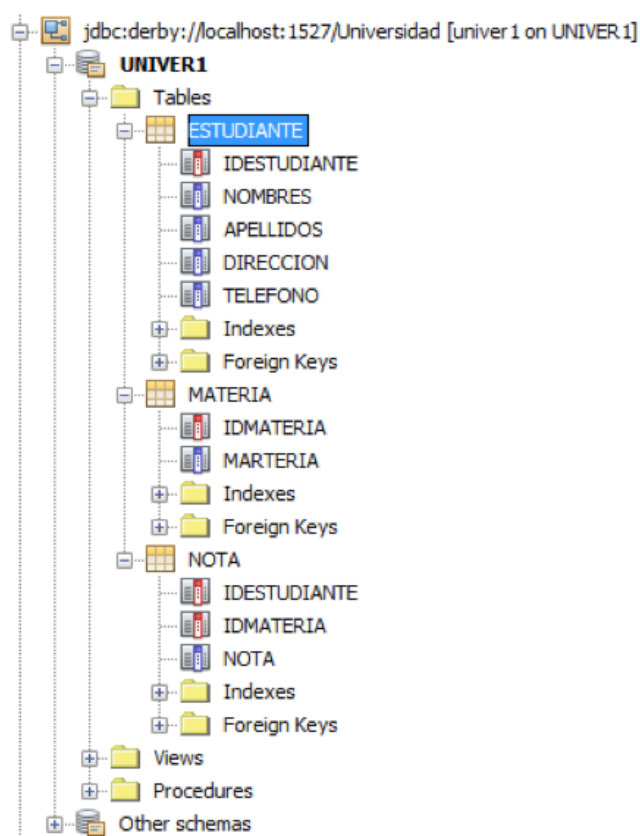 jdbc:derby://localhost:1527/Universidad [univer1 on UNIVER1]
UNIVER1
Tables
ESTUDIANTE
IDESTUDIANTE
NOMBRES
APELLIDOS
DIRECCION
TELEFONO
Indexes
Foreign Keys
MATERIA
IDMATERIA
MARTERIA
Indexes
Foreign Keys
NOTA
IDESTUDIANTE
IDMATERIA
NOTA
Indexes
Foreign Keys
Views
Procedures
Other schemas